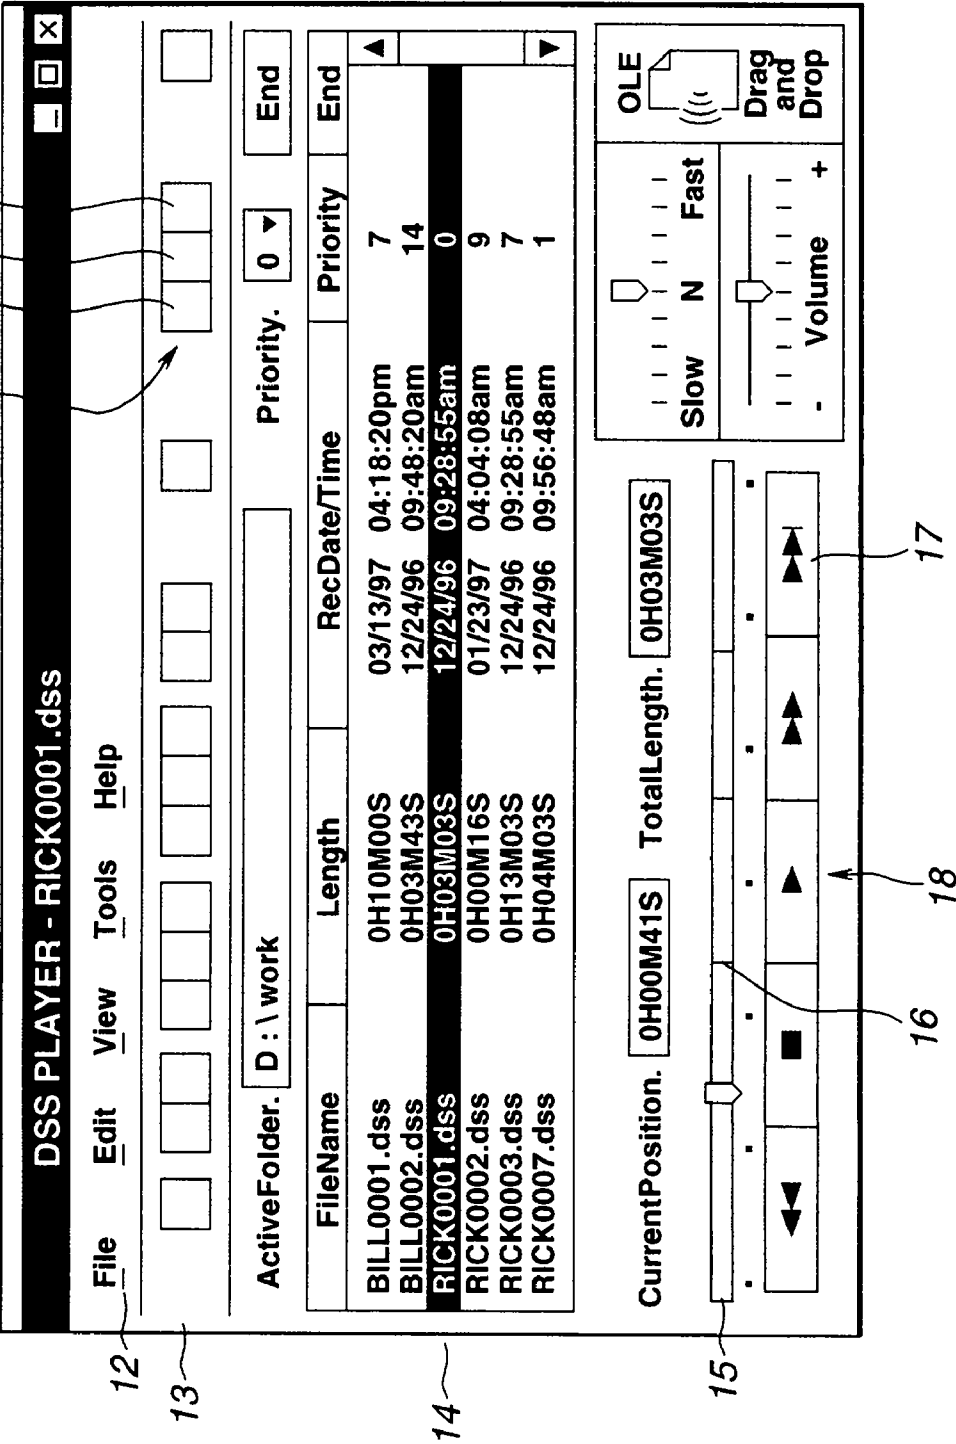 DSS PLAYER - RICK0001.dss
File Edit View Tools Help
ActiveFolder. D : \ work Priority. 0 ▼ End
FileName Length RecDate/Time Priority End
BILL0001.dss 0H10M00S 03/13/97 04:18:20pm 7
BILL0002.dss 0H03M43S 12/24/96 09:48:20am 14
RICK0001.dss 0H03M03S 12/24/96 09:28:55am 0
RICK0002.dss 0H00M16S 01/23/97 04:04:08am 9
RICK0003.dss 0H13M03S 12/24/96 09:28:55am 7
RICK0007.dss 0H04M03S 12/24/96 09:56:48am 1
CurrentPosition. 0H00M41S TotalLength. 0H03M03S
Slow N Fast
- Volume +
OLE
Drag
and
Drop
12
13
14
15
16
17
18